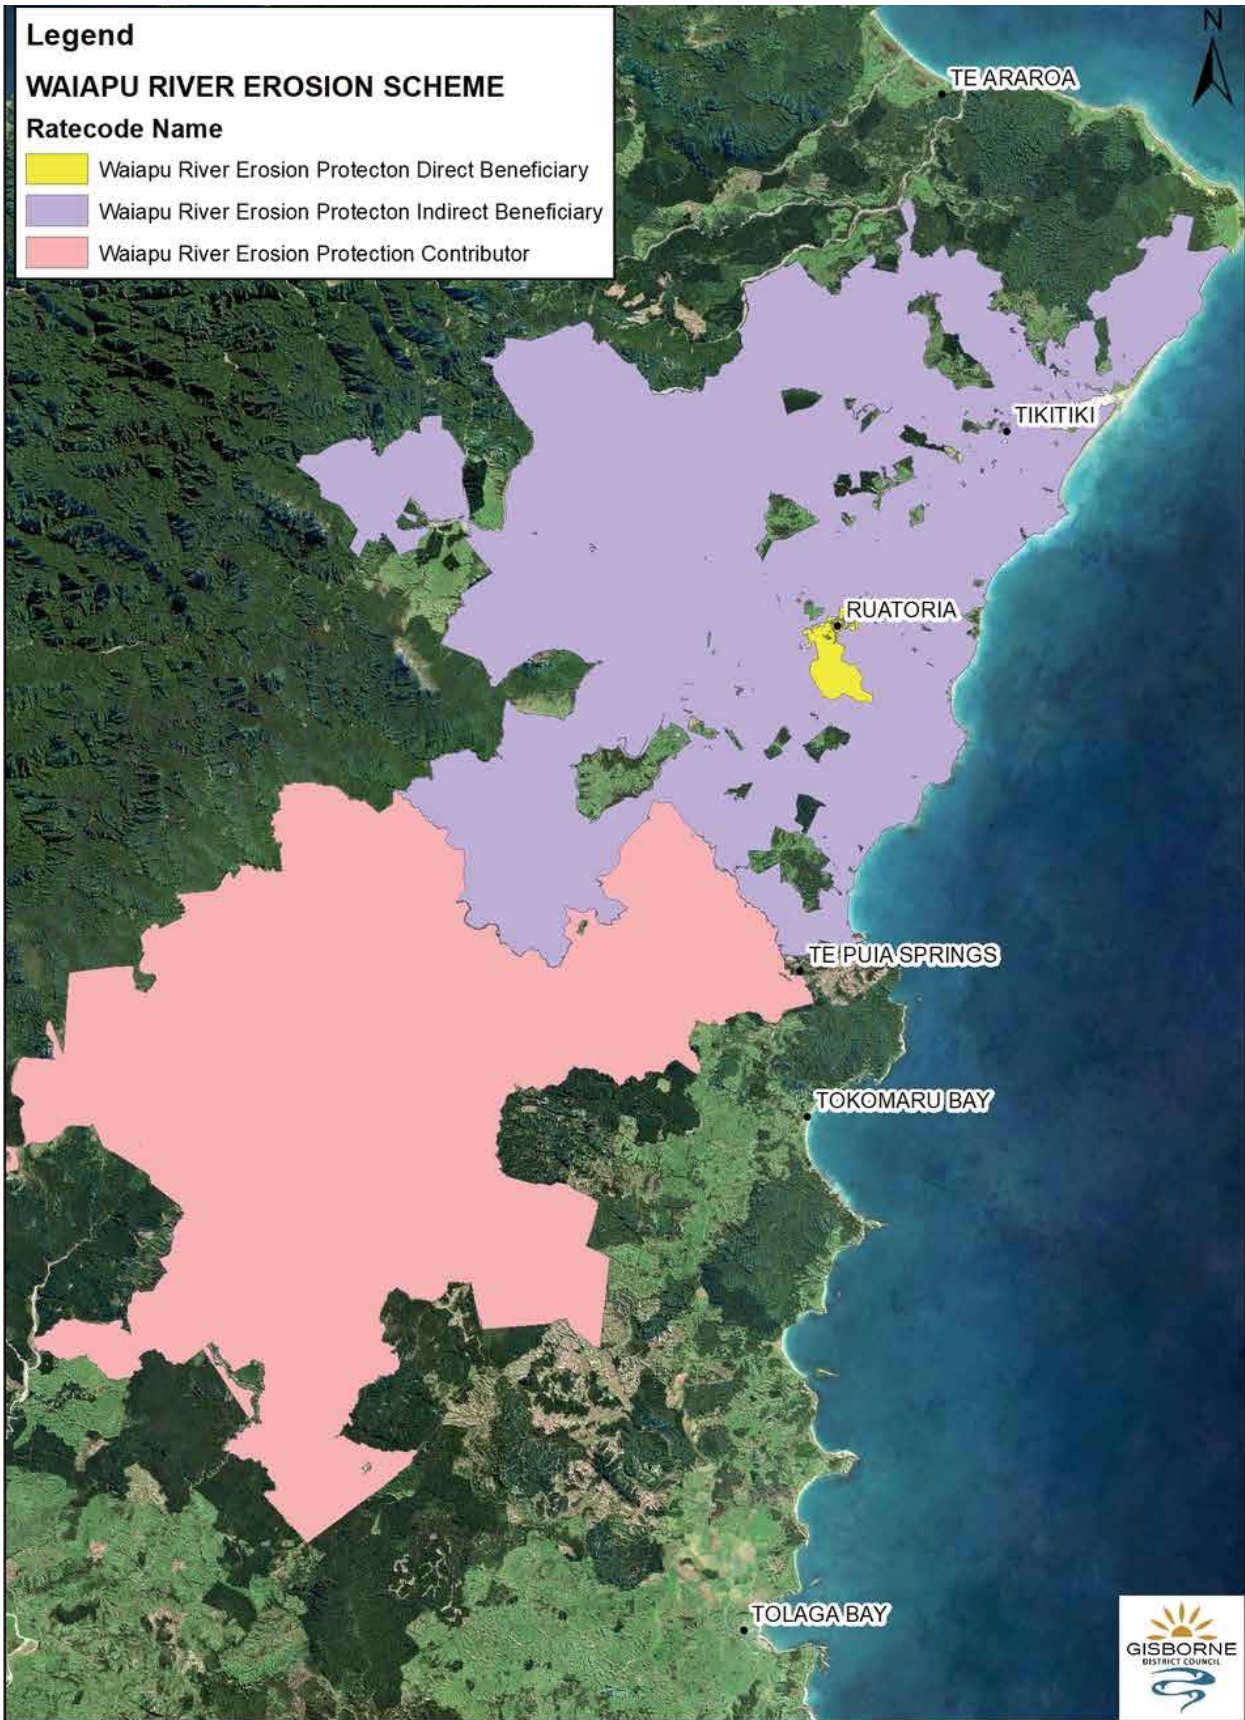 Legend
WAIAPU RIVER EROSION SCHEME
Ratecode Name
Waiapu River Erosion Protecton Direct Beneficiary
Waiapu River Erosion Protecton Indirect Beneficiary
Waiapu River Erosion Protection Contributor
N
TE ARAROA
TIKITIKI
RUATORIA
TE PUIA SPRINGS
TOKOMARU BAY
TOLAGA BAY
GISBORNE
DISTRICT COUNCIL